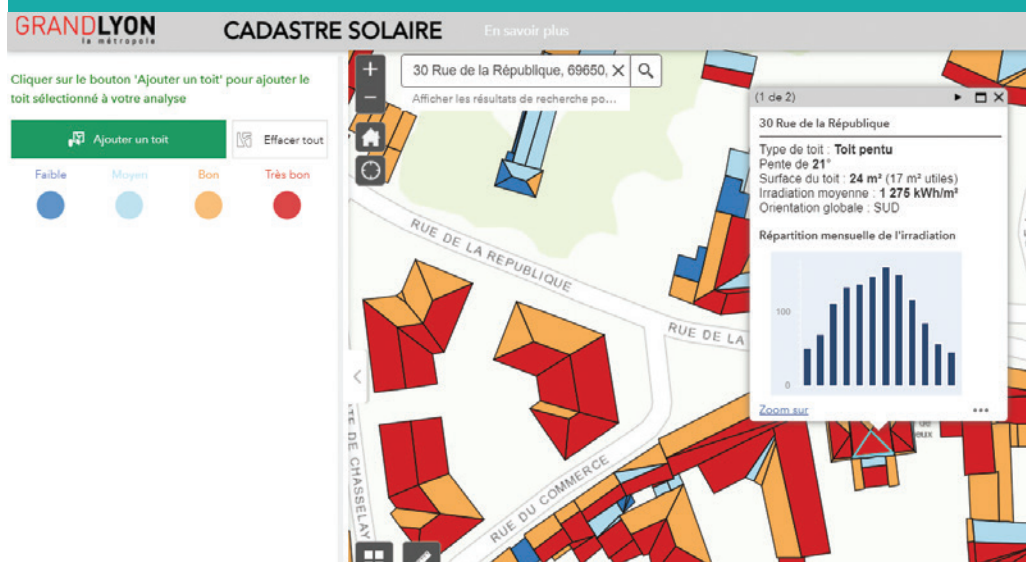 GRANDLYON
la métropole
CADASTRE SOLAIRE
En savoir plus
Cliquer sur le bouton 'Ajouter un toit' pour ajouter le
toit sélectionné à votre analyse
Ajouter un toit
Effacer tout
Faible
Moyen
Bon
Très bon
+
−
30 Rue de la République, 69650,
Afficher les résultats de recherche po...
RUE DE LA REPUBLIQUE
RUE DE LA
RUE DU COMMERCE
TE DE CHASSELAY
(1 de 2)
30 Rue de la République
Type de toit : Toit pentu
Pente de 21°
Surface du toit : 24 m² (17 m² utiles)
Irradiation moyenne : 1 275 kWh/m²
Orientation globale : SUD
Répartition mensuelle de l'irradiation
100
0
Zoom sur
...